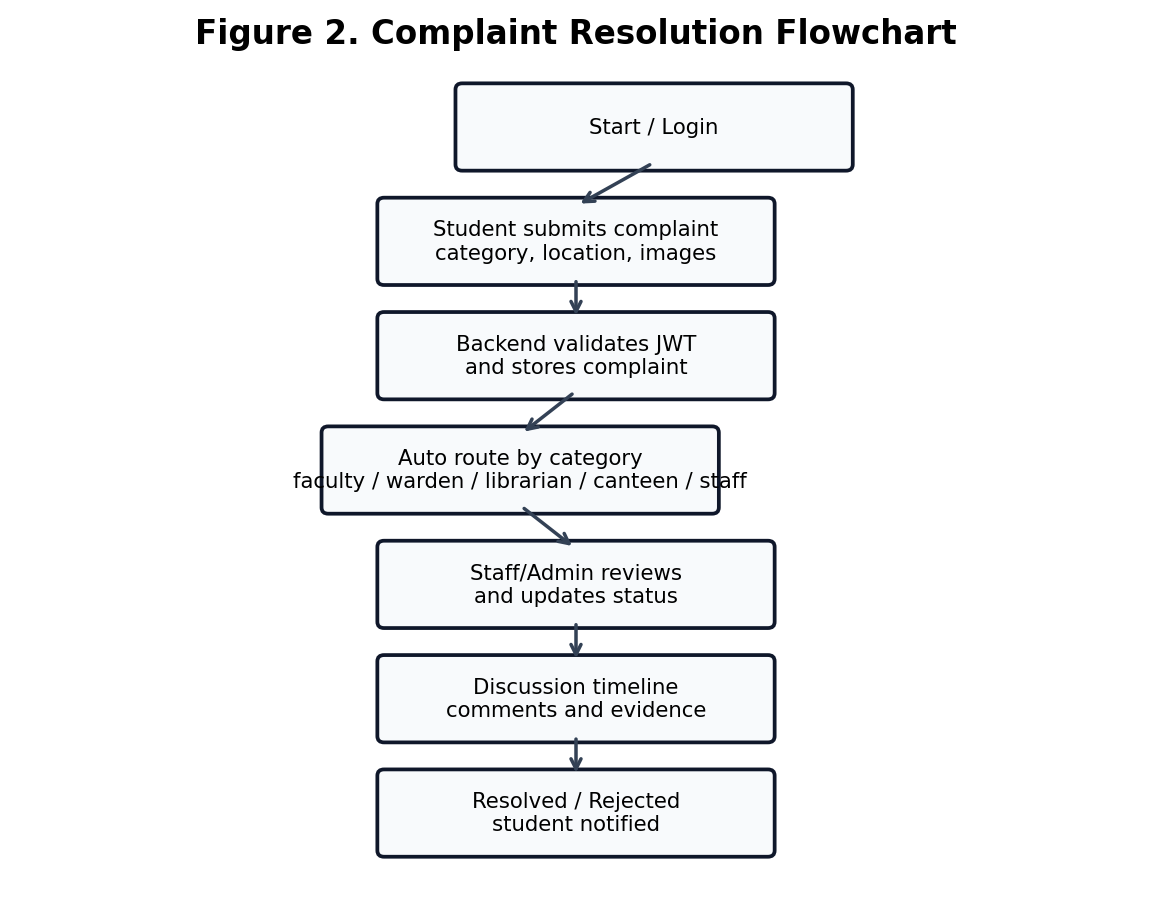 Figure 2. Complaint Resolution Flowchart
Start / Login
Student submits complaint
category, location, images
Backend validates JWT
and stores complaint
Auto route by category
faculty / warden / librarian / canteen / staff
Staff/Admin reviews
and updates status
Discussion timeline
comments and evidence
Resolved / Rejected
student notified